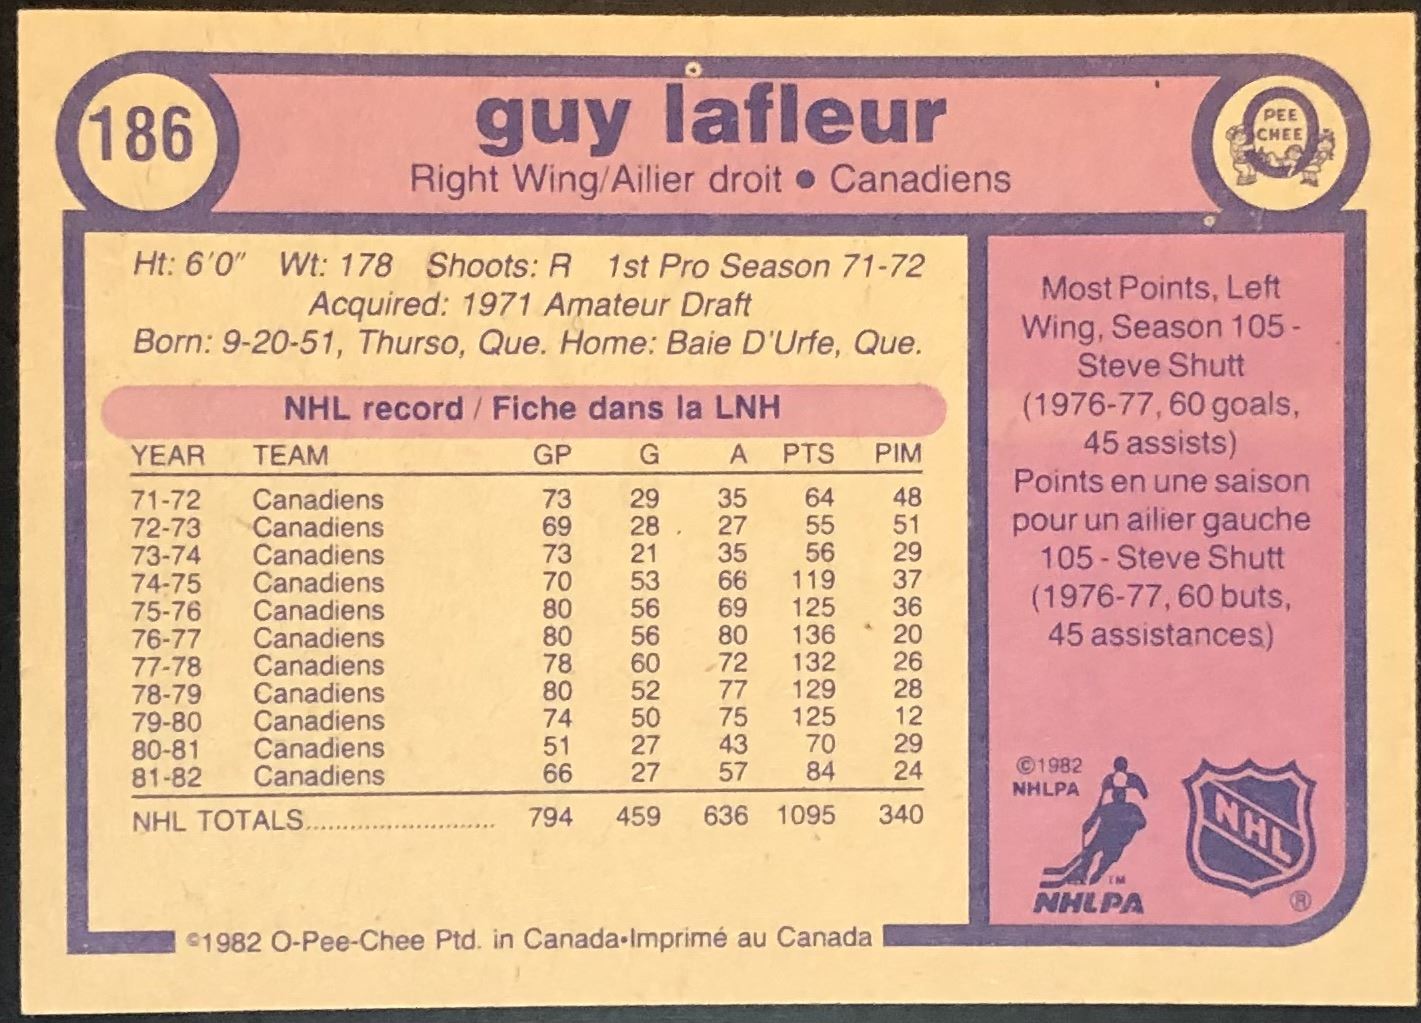 186
guy lafleur
Right Wing/Ailier droit • Canadiens
O
PEE
CHEE
Ht: 6'0" Wt: 178 Shoots: R 1st Pro Season 71-72
Acquired: 1971 Amateur Draft
Born: 9-20-51, Thurso, Que. Home: Baie D'Urfe, Que.
NHL record / Fiche dans la LNH
YEAR TEAM GP G A PTS PIM
71-72 Canadiens 73 29 35 64 48
72-73 Canadiens 69 28 27 55 51
73-74 Canadiens 73 21 35 56 29
74-75 Canadiens 70 53 66 119 37
75-76 Canadiens 80 56 69 125 36
76-77 Canadiens 80 56 80 136 20
77-78 Canadiens 78 60 72 132 26
78-79 Canadiens 80 52 77 129 28
79-80 Canadiens 74 50 75 125 12
80-81 Canadiens 51 27 43 70 29
81-82 Canadiens 66 27 57 84 24
NHL TOTALS........................... 794 459 636 1095 340
Most Points, Left
Wing, Season 105 -
Steve Shutt
(1976-77, 60 goals,
45 assists)
Points en une saison
pour un ailier gauche
105 - Steve Shutt
(1976-77, 60 buts,
45 assistances)
©1982
NHLPA
TM
NHLPA
NHL
®
©1982 O-Pee-Chee Ptd. in Canada•Imprimé au Canada